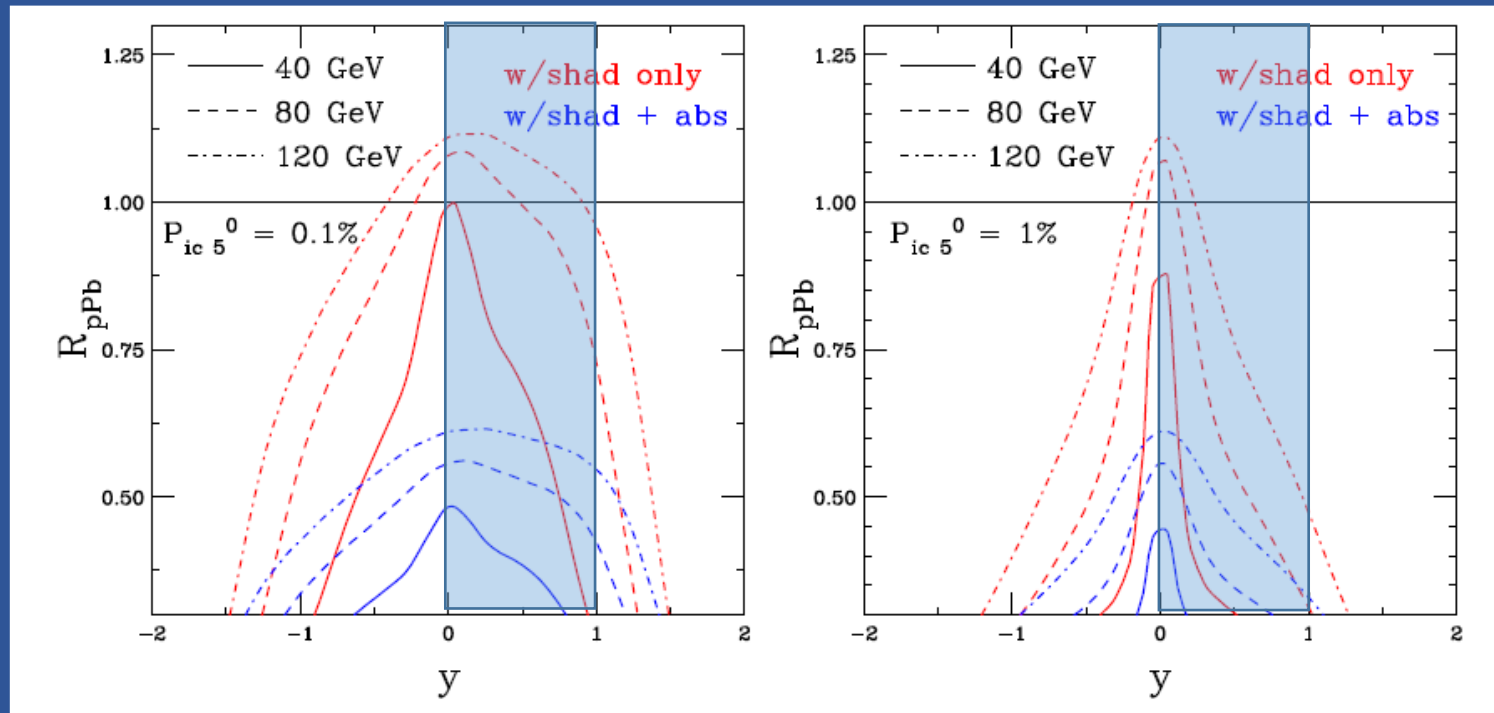 1.25
1.00
0.75
0.50
R_pPb
40 GeV
80 GeV
120 GeV
w/shad only
w/shad + abs
P_ic 5^0 = 0.1%
-2 -1 0 1 2
y
1.25
1.00
0.75
0.50
R_pPb
40 GeV
80 GeV
120 GeV
w/shad only
w/shad + abs
P_ic 5^0 = 1%
-2 -1 0 1 2
y